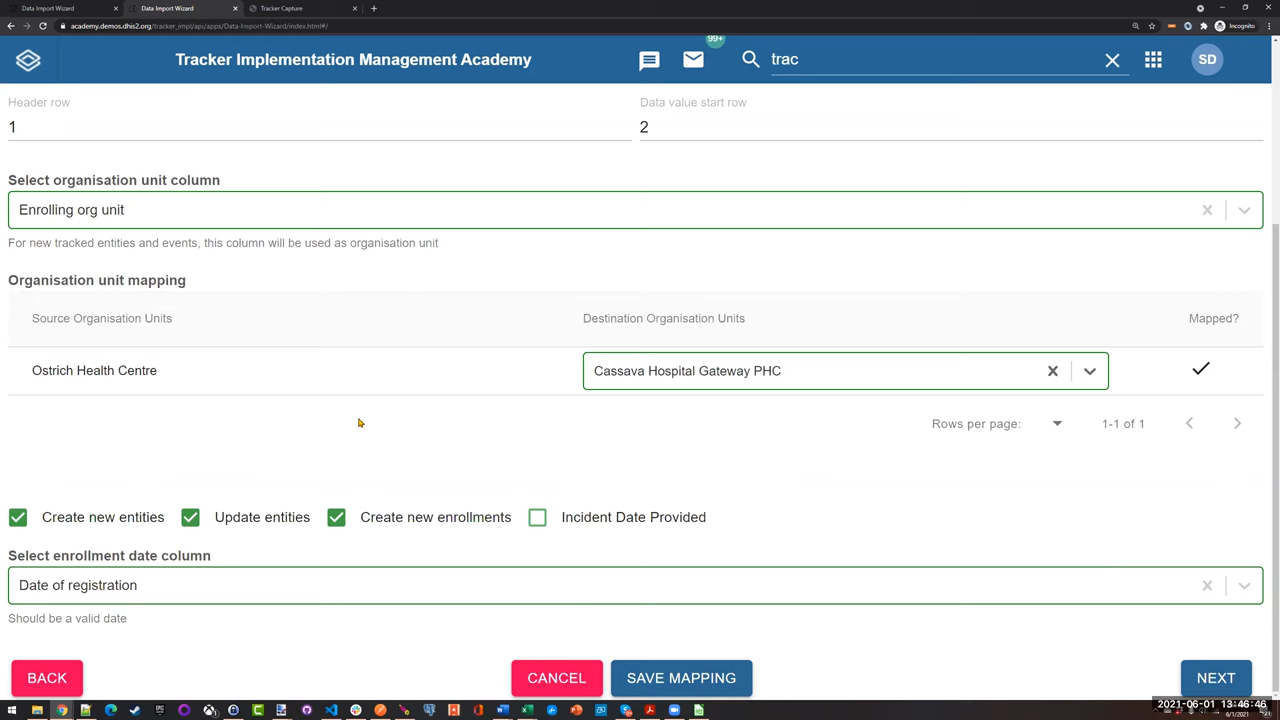 Data Import Wizard
Data Import Wizard
Tracker Capture
academy.demos.dhis2.org/tracker_impl/api/apps/Data-Import-Wizard/index.html#/
Incognito
Tracker Implementation Management Academy
99+
trac
SD
Header row
Data value start row
1
2
Select organisation unit column
Enrolling org unit
For new tracked entities and events, this column will be used as organisation unit
Organisation unit mapping
Source Organisation Units
Destination Organisation Units
Mapped?
Ostrich Health Centre
Cassava Hospital Gateway PHC
Rows per page:
1-1 of 1
Create new entities
Update entities
Create new enrollments
Incident Date Provided
Select enrollment date column
Date of registration
Should be a valid date
BACK
CANCEL
SAVE MAPPING
NEXT
2021-06-01 13:46:46
6/1/2021